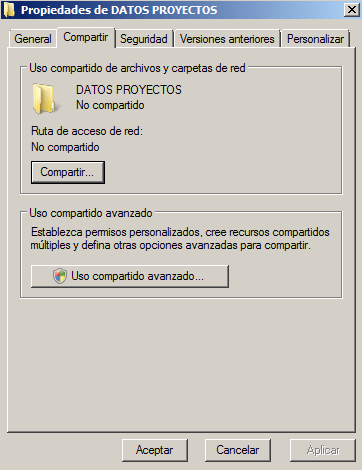 Propiedades de DATOS PROYECTOS
General Compartir Seguridad Versiones anteriores Personalizar
Uso compartido de archivos y carpetas de red
DATOS PROYECTOS
No compartido
Ruta de acceso de red:
No compartido
Compartir...
Uso compartido avanzado
Establezca permisos personalizados, cree recursos compartidos
múltiples y defina otras opciones avanzadas para compartir.
Uso compartido avanzado...
Aceptar Cancelar Aplicar